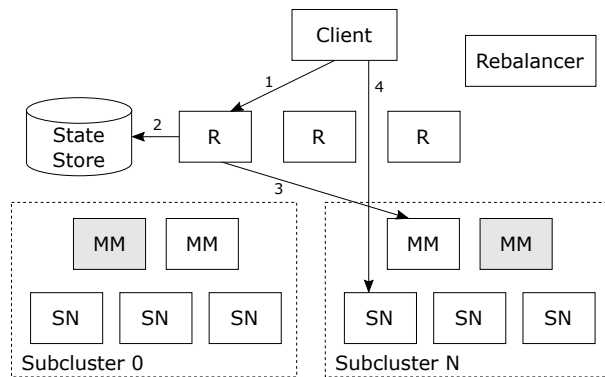 Client
Rebalancer
1
4
State
Store
2
R
R
R
3
MM
MM
MM
MM
SN
SN
SN
SN
SN
SN
Subcluster 0
Subcluster N